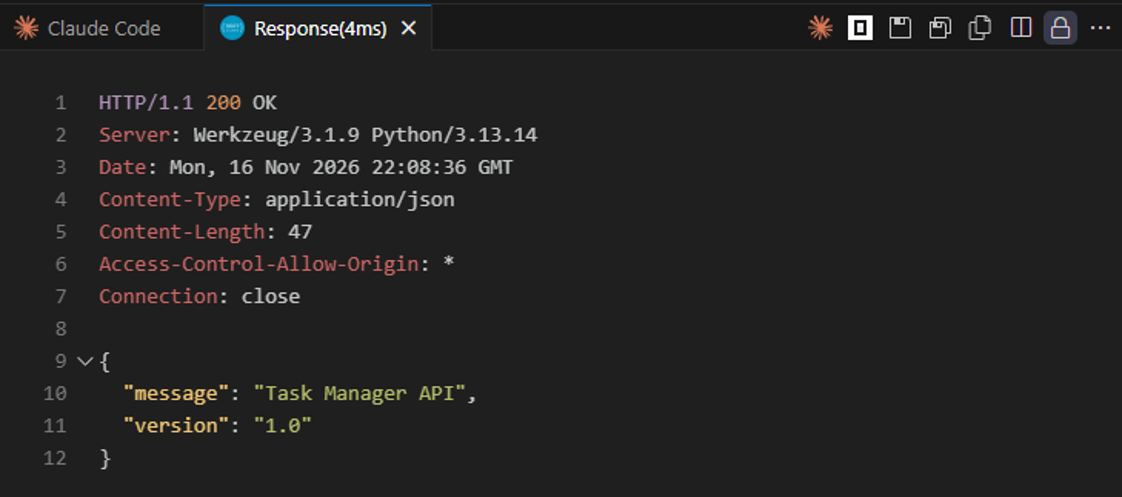 Claude Code
Response(4ms)
1 HTTP/1.1 200 OK
2 Server: Werkzeug/3.1.9 Python/3.13.14
3 Date: Mon, 16 Nov 2026 22:08:36 GMT
4 Content-Type: application/json
5 Content-Length: 47
6 Access-Control-Allow-Origin: *
7 Connection: close
8
9 {
10 "message": "Task Manager API",
11 "version": "1.0"
12 }